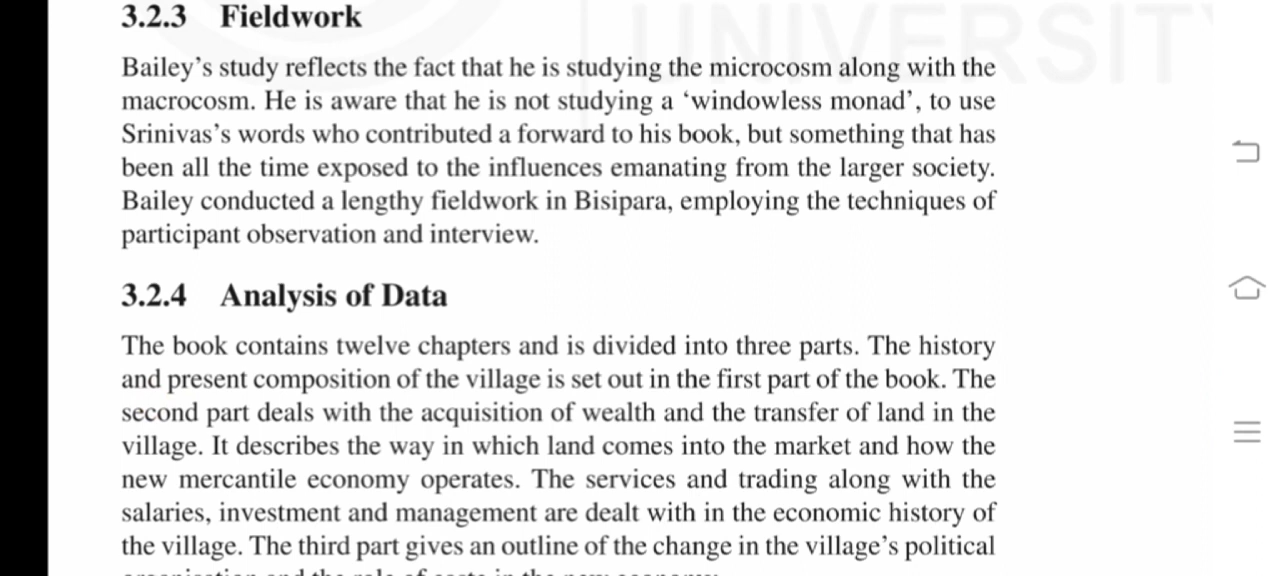 UNIVERSITY
3.2.3 Fieldwork
Bailey’s study reflects the fact that he is studying the microcosm along with the
macrocosm. He is aware that he is not studying a ‘windowless monad’, to use
Srinivas’s words who contributed a forward to his book, but something that has
been all the time exposed to the influences emanating from the larger society.
Bailey conducted a lengthy fieldwork in Bisipara, employing the techniques of
participant observation and interview.
3.2.4 Analysis of Data
The book contains twelve chapters and is divided into three parts. The history
and present composition of the village is set out in the first part of the book. The
second part deals with the acquisition of wealth and the transfer of land in the
village. It describes the way in which land comes into the market and how the
new mercantile economy operates. The services and trading along with the
salaries, investment and management are dealt with in the economic history of
the village. The third part gives an outline of the change in the village’s political